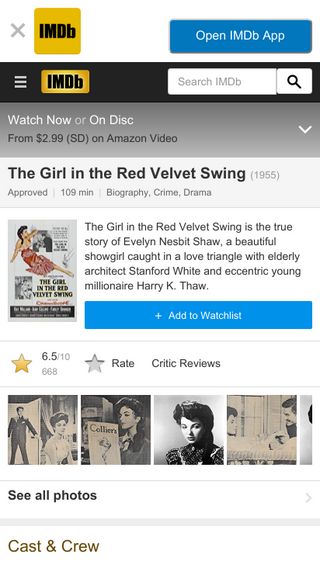 IMDb
Open IMDb App
IMDb
Search IMDb
Watch Now or On Disc
From $2.99 (SD) on Amazon Video
The Girl in the Red Velvet Swing (1955)
Approved | 109 min | Biography, Crime, Drama
The Girl in the Red Velvet Swing is the true
story of Evelyn Nesbit Shaw, a beautiful
showgirl caught in a love triangle with elderly
architect Stanford White and eccentric young
millionaire Harry K. Thaw.
THE GIRL
IN THE RED
VELVET SWING
+ Add to Watchlist
6.5/10
668
Rate
Critic Reviews
Collier's
See all photos
Cast & Crew